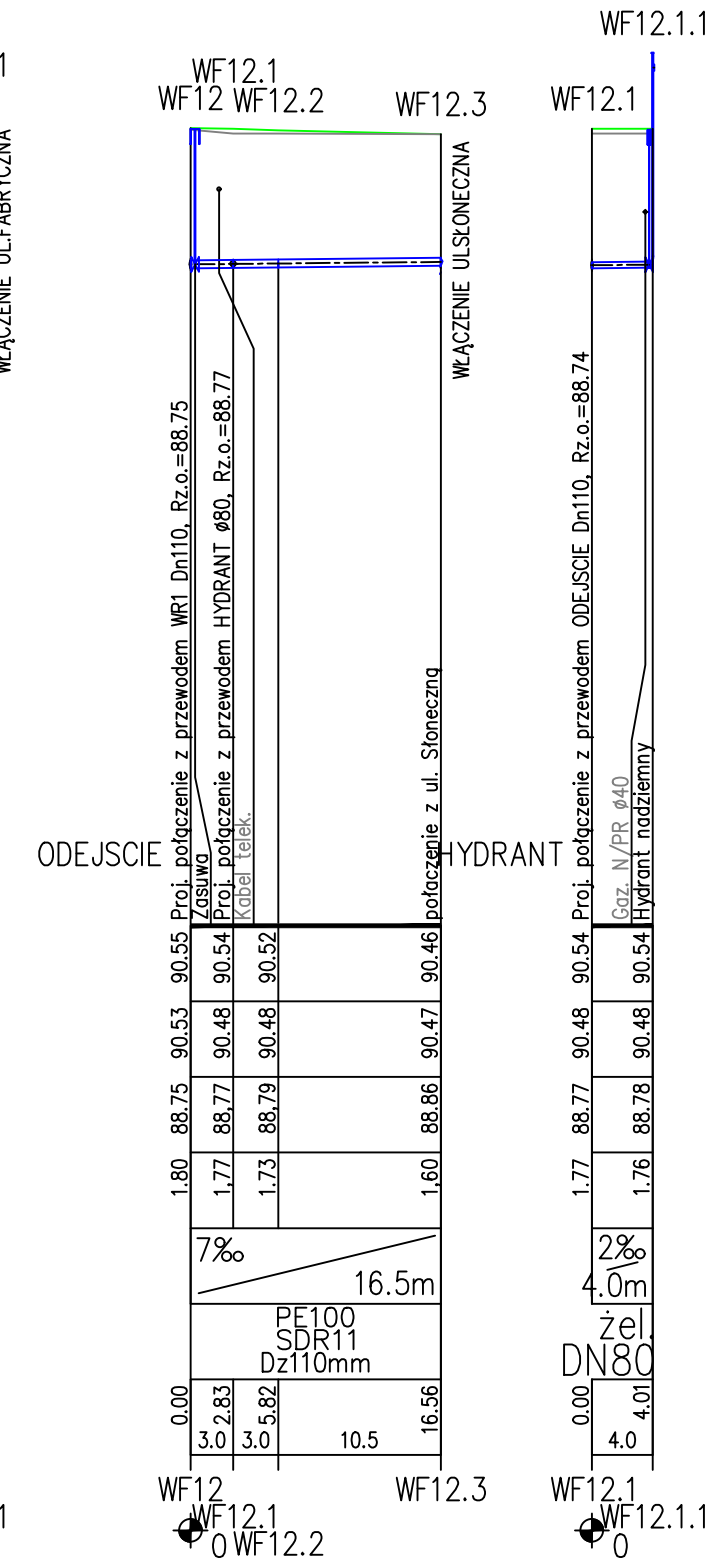 WF12.1.1
WF12.1
WF12 WF12.2
WF12.3
WF12.1
WŁĄCZENIE UL.FABRYCZNA
WŁĄCZENIE ULSŁONECZNA
Proj. połączenie z przewodem WR1 Dn110, Rz.o.=88.75
Zasuwa
Proj. połączenie z przewodem HYDRANT ø80, Rz.o.=88.77
Kabel telek.
połaczenie z ul. Słoneczną
Proj. połączenie z przewodem ODEJSCIE Dn110, Rz.o.=88.74
Gaz. N/PR ø40
Hydrant nadziemny
ODEJSCIE
HYDRANT
90.55 90.54 90.52 90.46 90.54 90.54
90.53 90.48 90.48 90.47 90.48 90.48
88.75 88,77 88,79 88.86 88.77 88.78
1.80 1,77 1.73 1,60 1.77 1.76
7‰
16.5m
2‰
4.0m
PE100
SDR11
Dz110mm
żel.
DN80
0.00 2.83 5.82 16.56 0.00 4.01
3.0 3.0 10.5 4.0
WF12 WF12.3 WF12.1
WF12.1 WF12.1.1
0 WF12.2 0